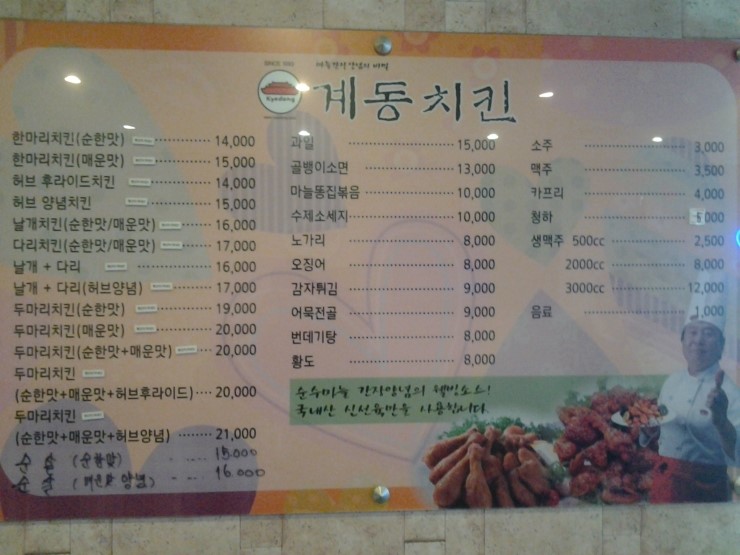 SINCE
Kyedong
계동치킨
한마리치킨(순한맛) 14,000
한마리치킨(매운맛) 15,000
허브 후라이드치킨 14,000
허브 양념치킨 15,000
날개치킨(순한맛/매운맛) 16,000
다리치킨(순한맛/매운맛) 17,000
날개 + 다리 16,000
날개 + 다리(허브양념) 17,000
두마리치킨(순한맛) 19,000
두마리치킨(매운맛) 20,000
두마리치킨(순한맛+매운맛) 20,000
두마리치킨
(순한맛+매운맛+허브후라이드) 20,000
두마리치킨
(순한맛+매운맛+허브양념) 21,000
순살 (순한맛) 15,000
순살 (매운맛 양념) 16,000
과일 15,000
골뱅이소면 13,000
마늘똥집볶음 10,000
수제소세지 10,000
노가리 8,000
오징어 8,000
감자튀김 9,000
어묵전골 9,000
번데기탕 8,000
황도 8,000
소주 3,000
맥주 3,500
카프리 4,000
청하 000
생맥주 500cc 2,500
2000cc 8,000
3000cc 12,000
음료 1,000
순수마늘 간장양념의 웰빙소스!
국내산 신선육만을 사용합니다.